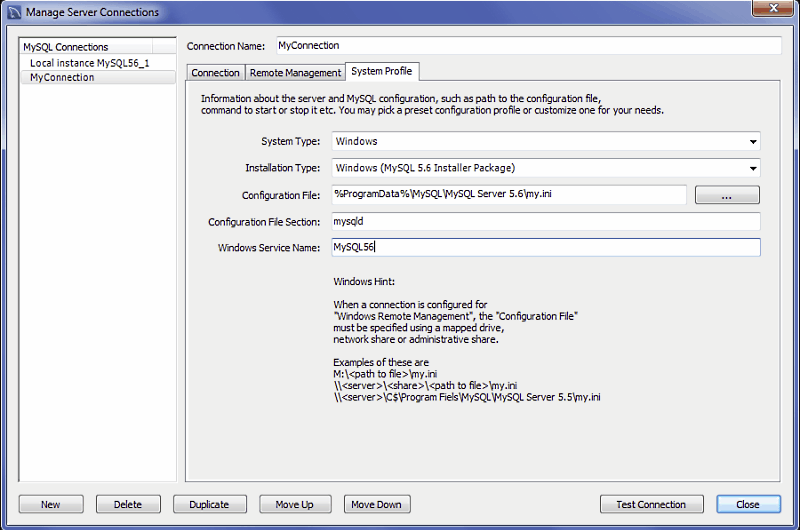 Manage Server Connections
MySQL Connections
Local instance MySQL56_1
MyConnection
Connection Name: MyConnection
Connection Remote Management System Profile
Information about the server and MySQL configuration, such as path to the configuration file,
command to start or stop it etc. You may pick a preset configuration profile or customize one for your needs.
System Type: Windows
Installation Type: Windows (MySQL 5.6 Installer Package)
Configuration File: %ProgramData%\MySQL\MySQL Server 5.6\my.ini ...
Configuration File Section: mysqld
Windows Service Name: MySQL56
Windows Hint:
When a connection is configured for
"Windows Remote Management", the "Configuration File"
must be specified using a mapped drive,
network share or administrative share.
Examples of these are
M:\<path to file>\my.ini
\\<server>\<share>\<path to file>\my.ini
\\<server>\C$\Program Fiels\MySQL\MySQL Server 5.5\my.ini
New Delete Duplicate Move Up Move Down Test Connection Close